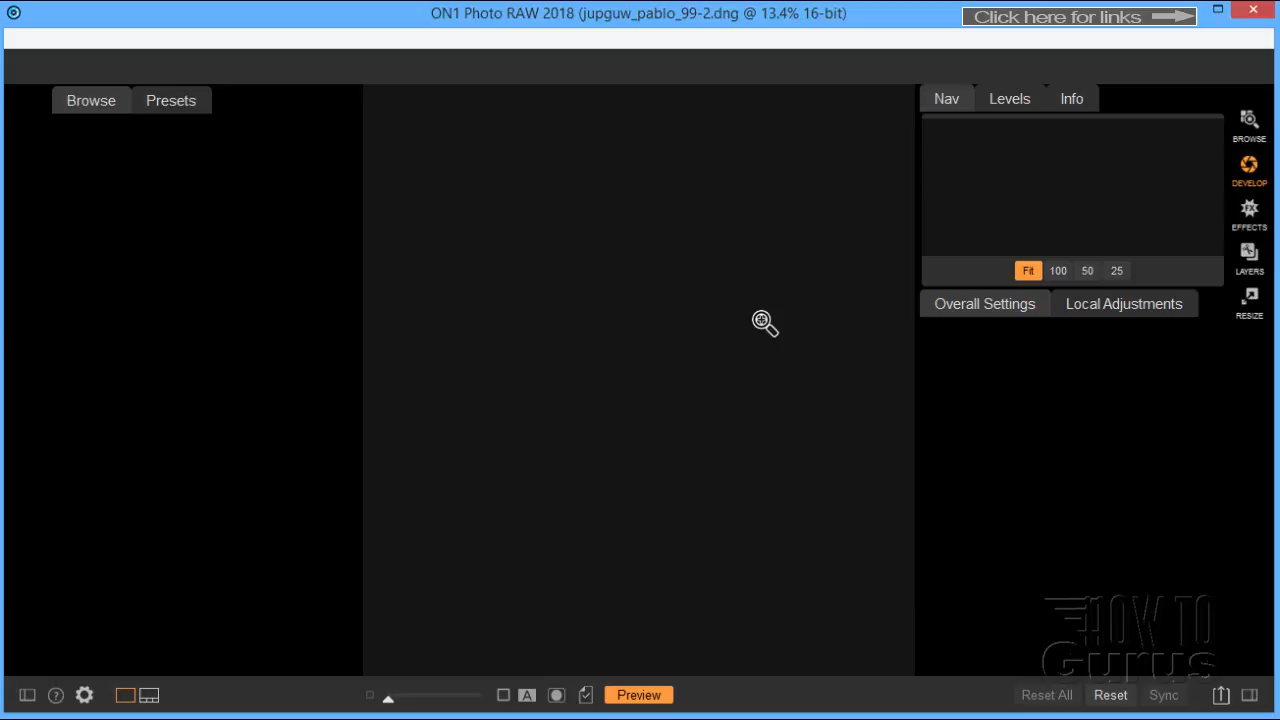 ON1 Photo RAW 2018 (jupguw_pablo_99-2.dng @ 13.4% 16-bit)
Click here for links
Browse Presets
Nav Levels Info
BROWSE
DEVELOP
EFFECTS
LAYERS
RESIZE
Fit 100 50 25
Overall Settings Local Adjustments
HOW TO
Gurus
? A Preview Reset All Reset Sync